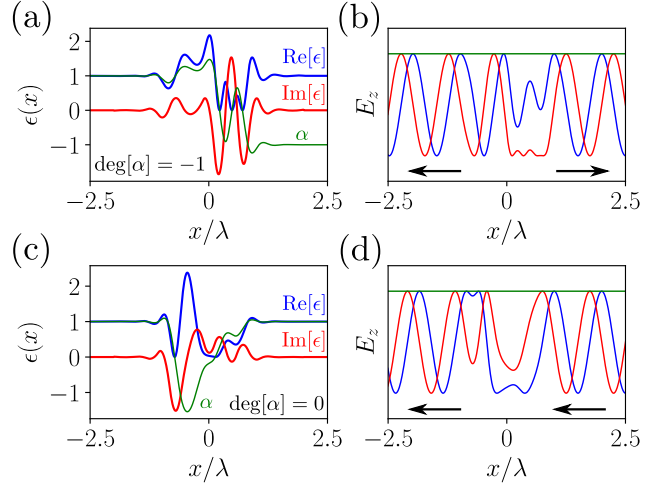 (a)
(b)
2
1
0
−1
ϵ(x)
Re[ϵ]
Im[ϵ]
α
deg[α] = −1
−2.5
0
2.5
x/λ
E_z
−2.5
0
2.5
x/λ
(c)
(d)
2
1
0
−1
ϵ(x)
Re[ϵ]
Im[ϵ]
α
deg[α] = 0
−2.5
0
2.5
x/λ
E_z
−2.5
0
2.5
x/λ